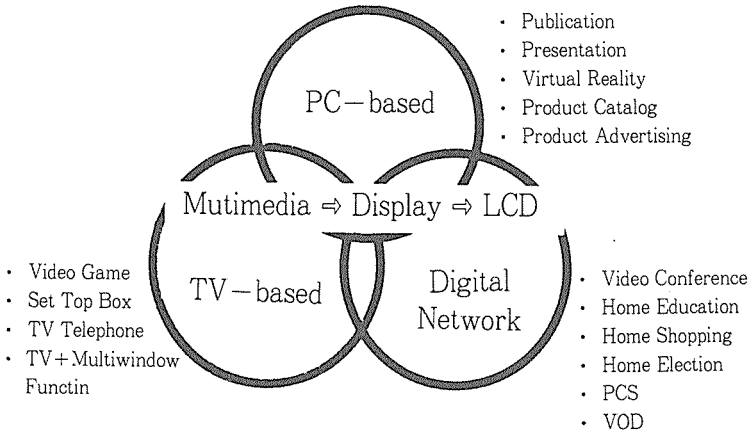 · Publication
· Presentation
· Virtual Reality
· Product Catalog
· Product Advertising
PC－based
Mutimedia ⇨ Display ⇨ LCD
TV－based
Digital
Network
· Video Game
· Set Top Box
· TV Telephone
· TV+Multiwindow
Functin
· Video Conference
· Home Education
· Home Shopping
· Home Election
· PCS
· VOD